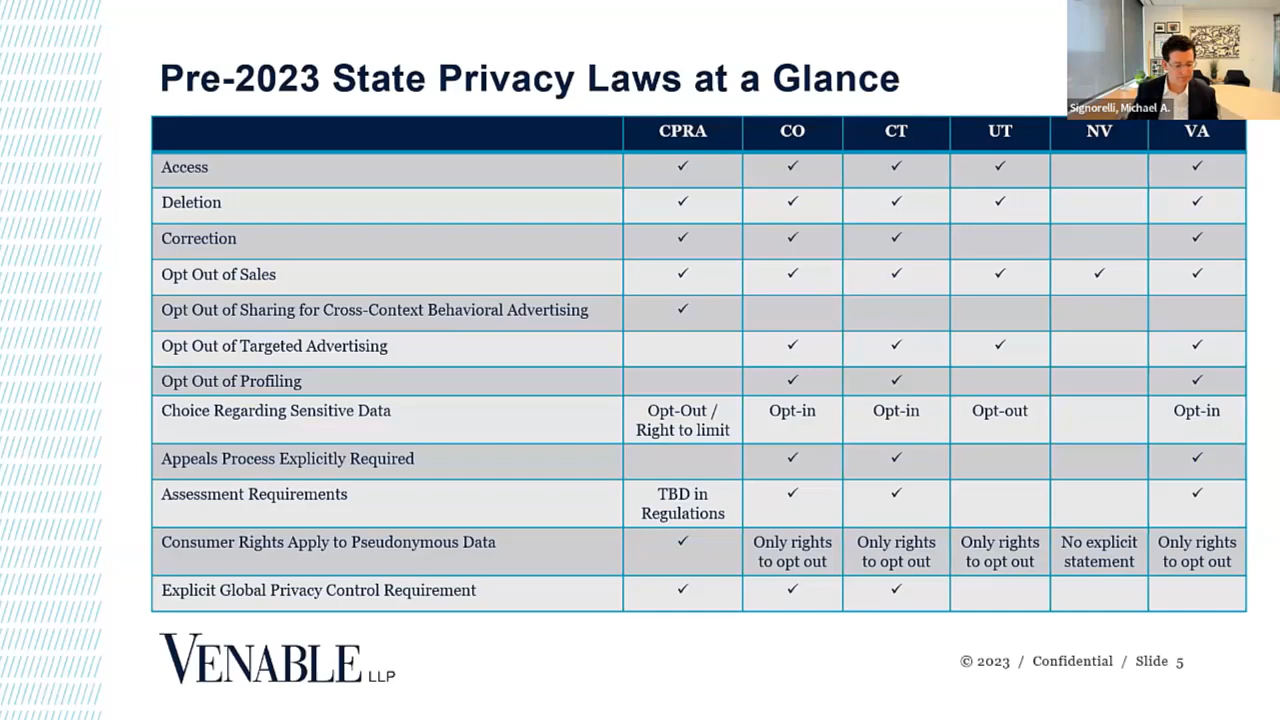 Pre-2023 State Privacy Laws at a Glance
Signorelli, Michael A.
CPRA CO CT UT NV VA
Access ✓ ✓ ✓ ✓ ✓
Deletion ✓ ✓ ✓ ✓ ✓
Correction ✓ ✓ ✓ ✓
Opt Out of Sales ✓ ✓ ✓ ✓ ✓ ✓
Opt Out of Sharing for Cross-Context Behavioral Advertising ✓
Opt Out of Targeted Advertising ✓ ✓ ✓ ✓
Opt Out of Profiling ✓ ✓ ✓
Choice Regarding Sensitive Data Opt-Out / Opt-in Opt-in Opt-out Opt-in
Right to limit
Appeals Process Explicitly Required ✓ ✓ ✓
Assessment Requirements TBD in ✓ ✓ ✓
Regulations
Consumer Rights Apply to Pseudonymous Data ✓ Only rights Only rights Only rights No explicit Only rights
to opt out to opt out to opt out statement to opt out
Explicit Global Privacy Control Requirement ✓ ✓ ✓
VENABLE LLP
© 2023 / Confidential / Slide 5